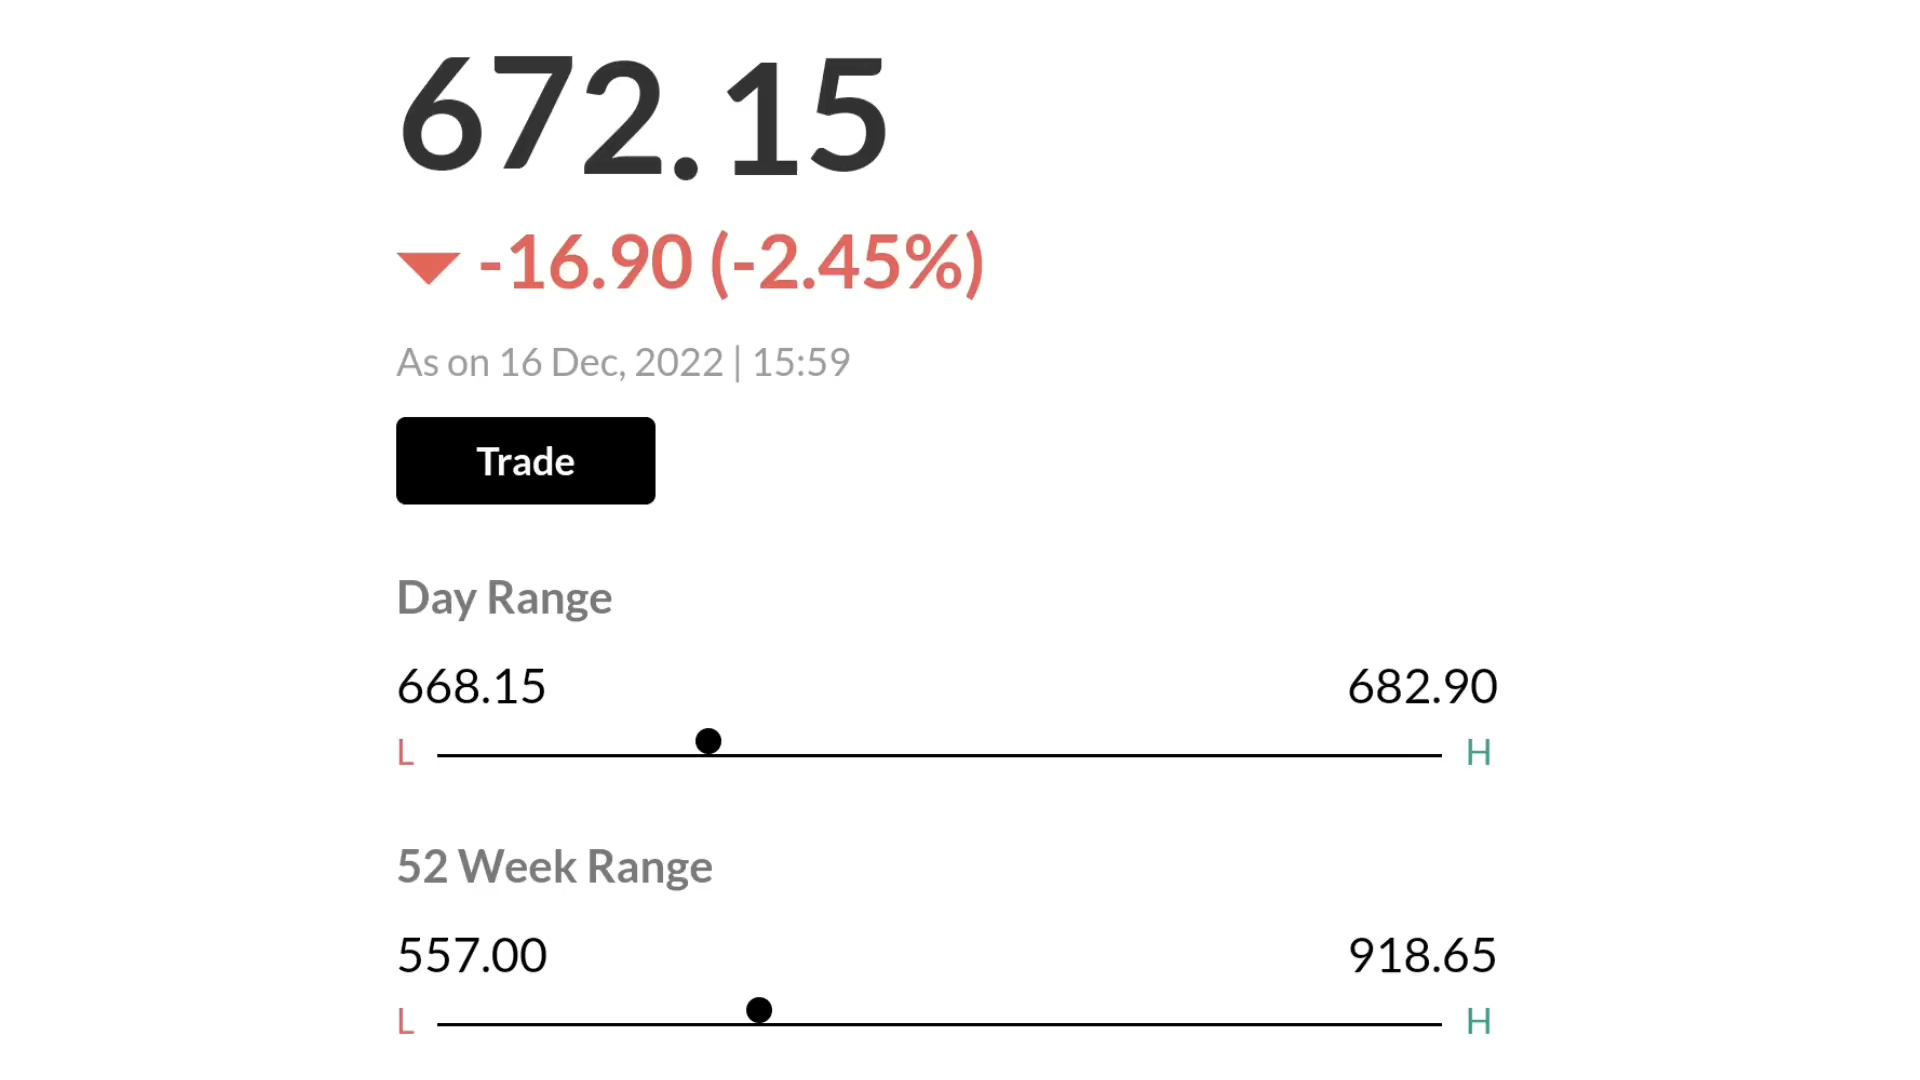 672.15
-16.90 (-2.45%)
As on 16 Dec, 2022 | 15:59
Trade
Day Range
668.15 682.90
L H
52 Week Range
557.00 918.65
L H